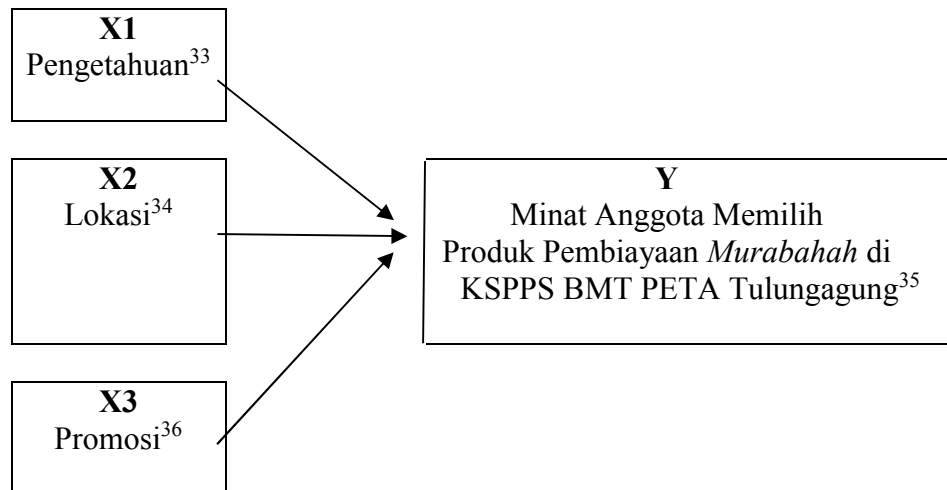 X1
Pengetahuan³³
X2
Lokasi³⁴
Y
Minat Anggota Memilih
Produk Pembiayaan Murabahah di
KSPPS BMT PETA Tulungagung³⁵
X3
Promosi³⁶